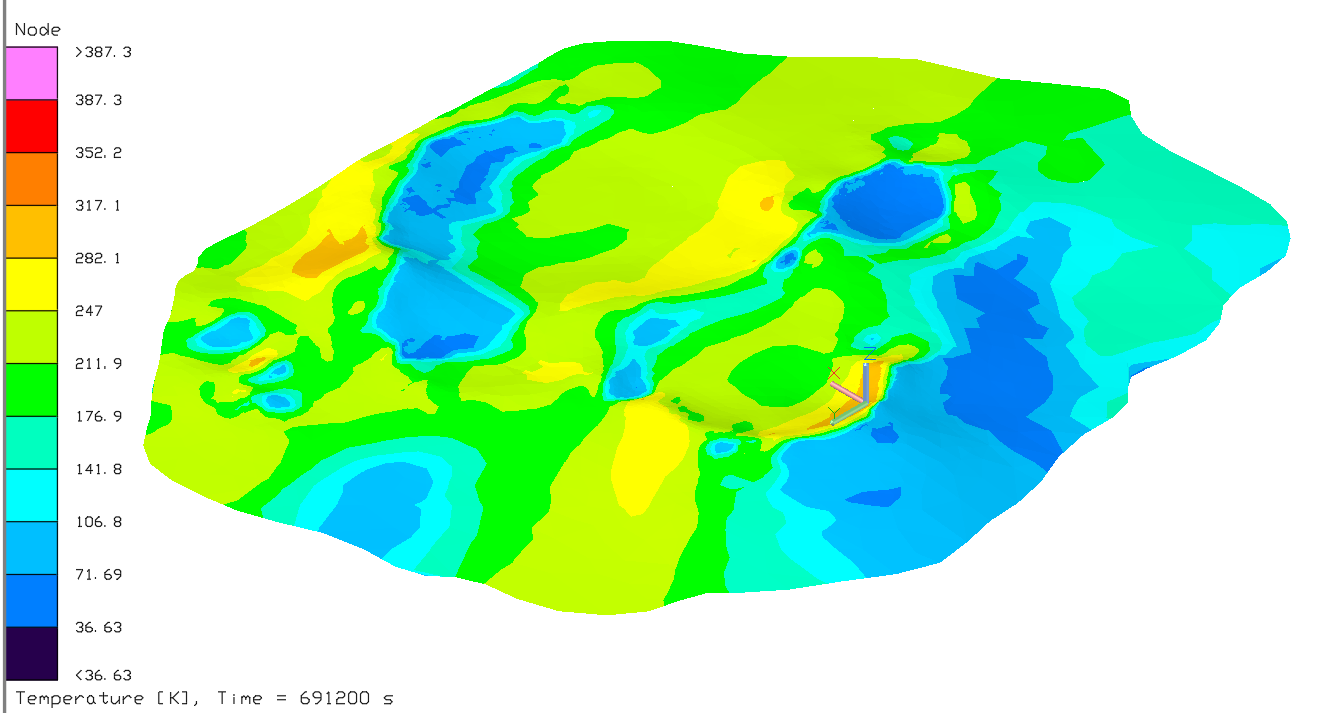 Node
>387.3
387.3
352.2
317.1
282.1
247
211.9
176.9
141.8
106.8
71.69
36.63
<36.63
Z
X
Y
Temperature [K], Time = 691200 s